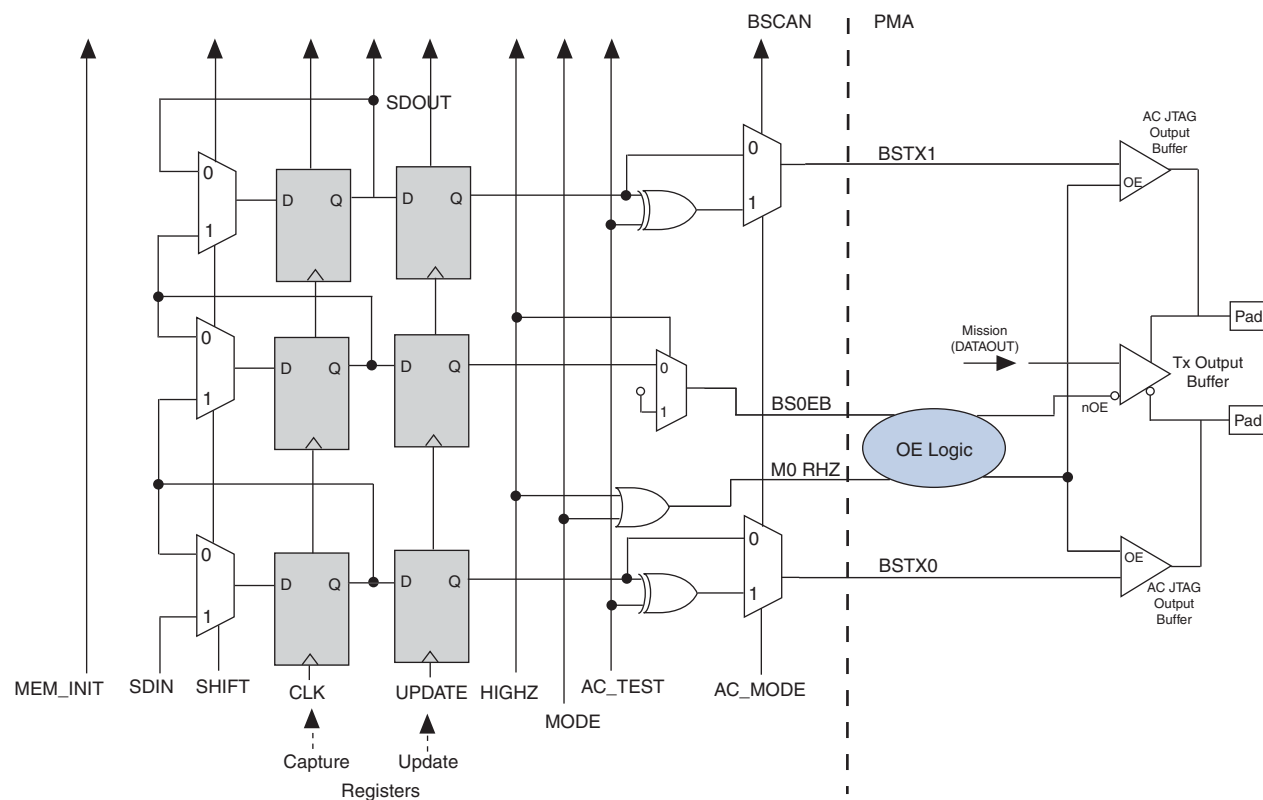 BSCAN
PMA
SDOUT
0
1
D
Q
D
Q
0
1
BSTX1
AC JTAG
Output
Buffer
OE
Pad
0
1
D
Q
D
Q
0
1
BS0EB
Mission
(DATAOUT)
Tx Output
Buffer
nOE
Pad
OE Logic
M0 RHZ
0
1
D
Q
D
Q
0
1
BSTX0
OE
AC JTAG
Output
Buffer
MEM_INIT
SDIN
SHIFT
CLK
UPDATE
HIGHZ
MODE
AC_TEST
AC_MODE
Capture
Update
Registers